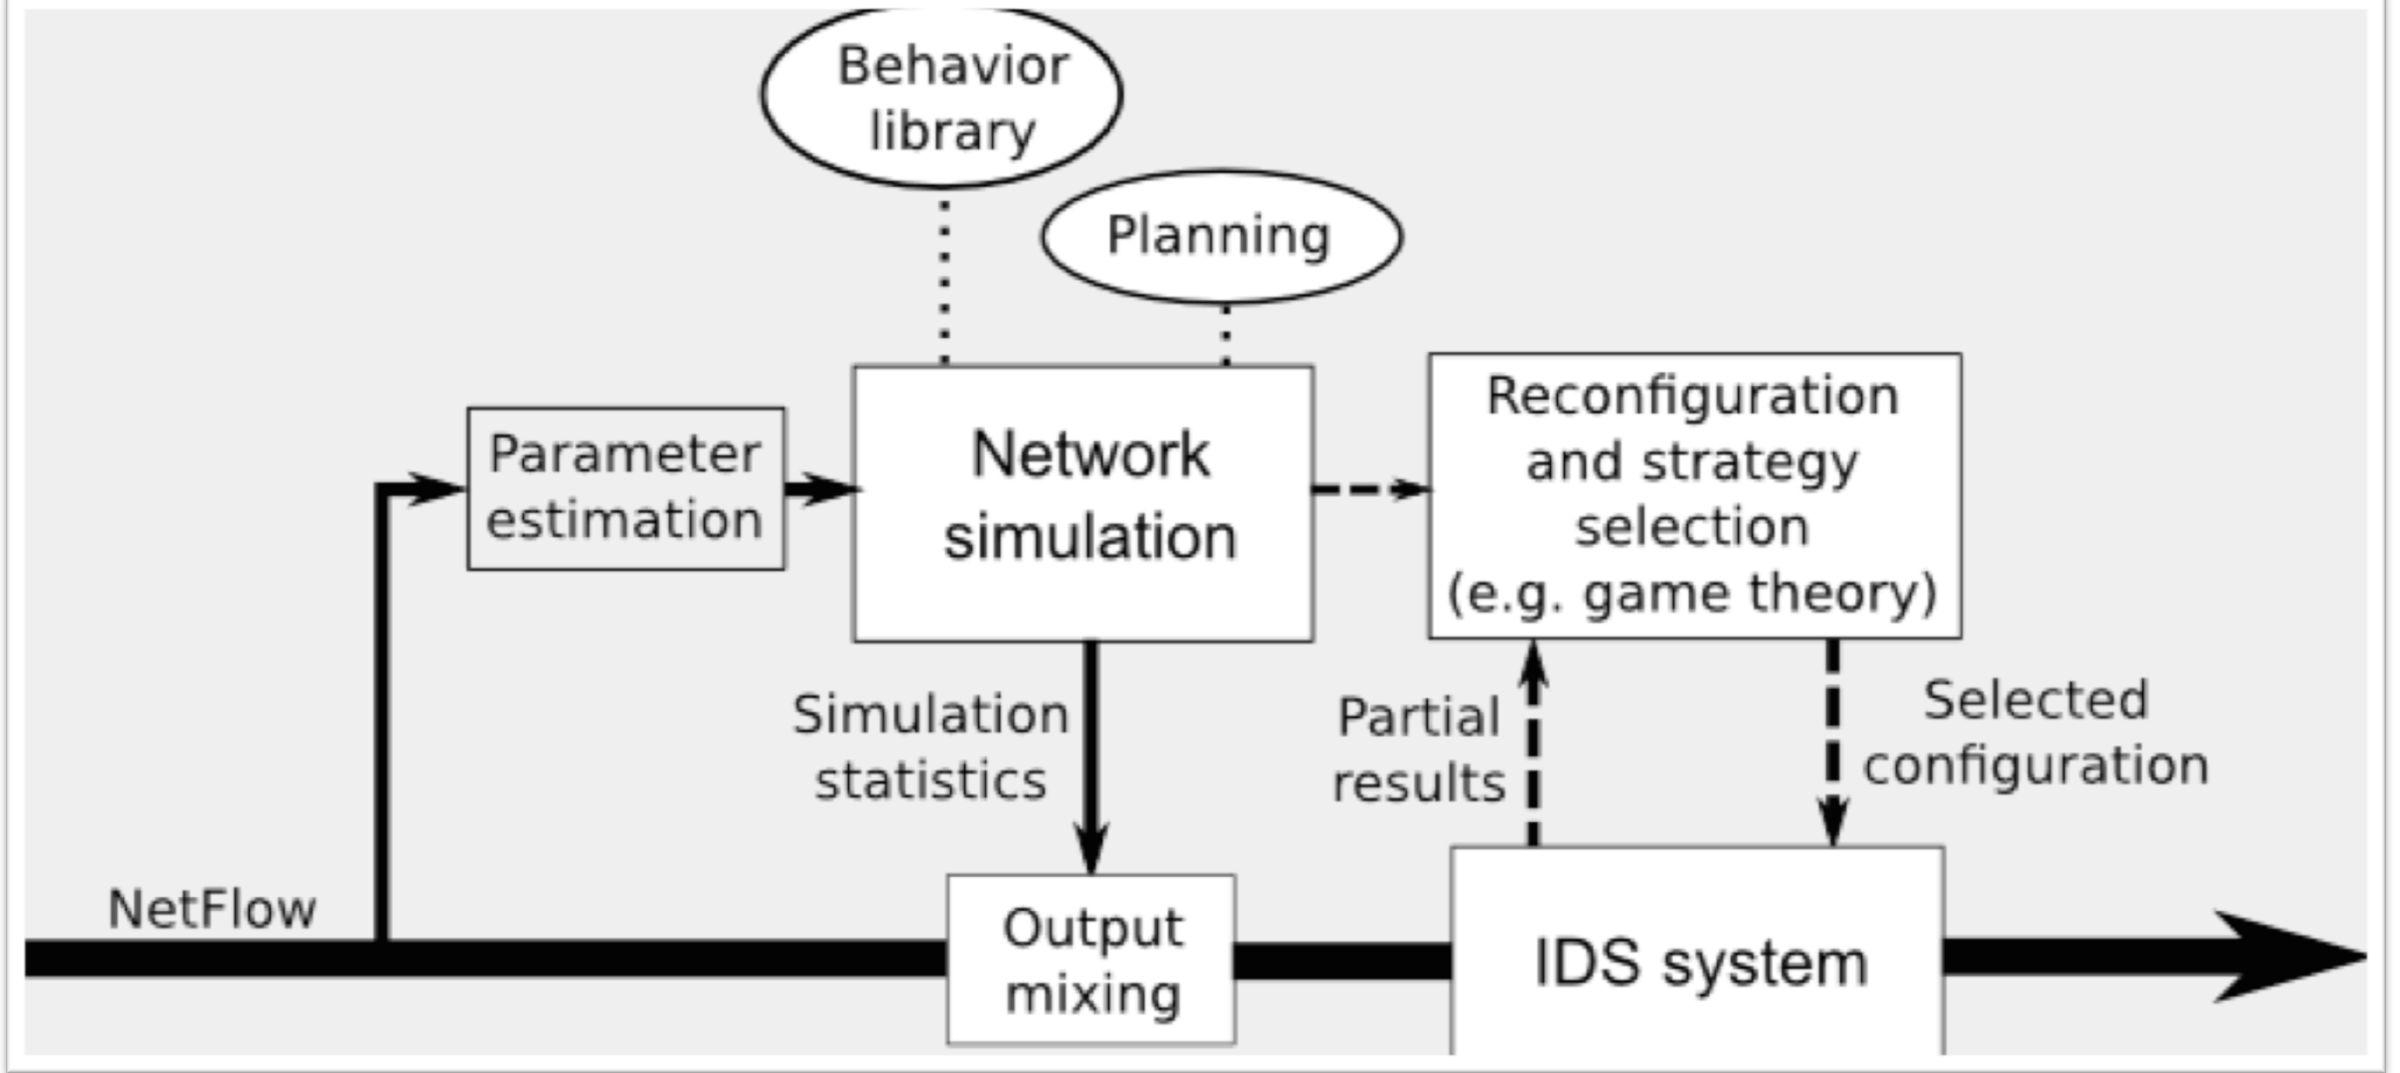 Behavior
library
Planning
Parameter
estimation
Network
simulation
Reconfiguration
and strategy
selection
(e.g. game theory)
Simulation
statistics
Partial
results
Selected
configuration
NetFlow
Output
mixing
IDS system